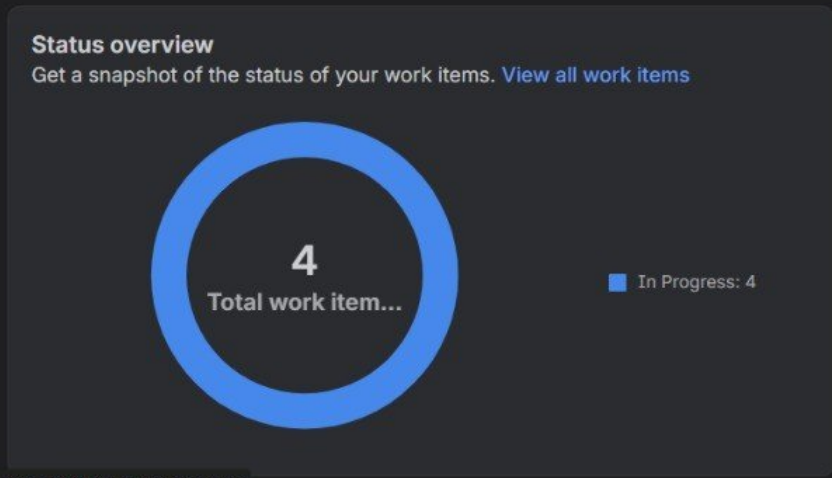 Status overview
Get a snapshot of the status of your work items. View all work items
4
Total work item...
In Progress: 4